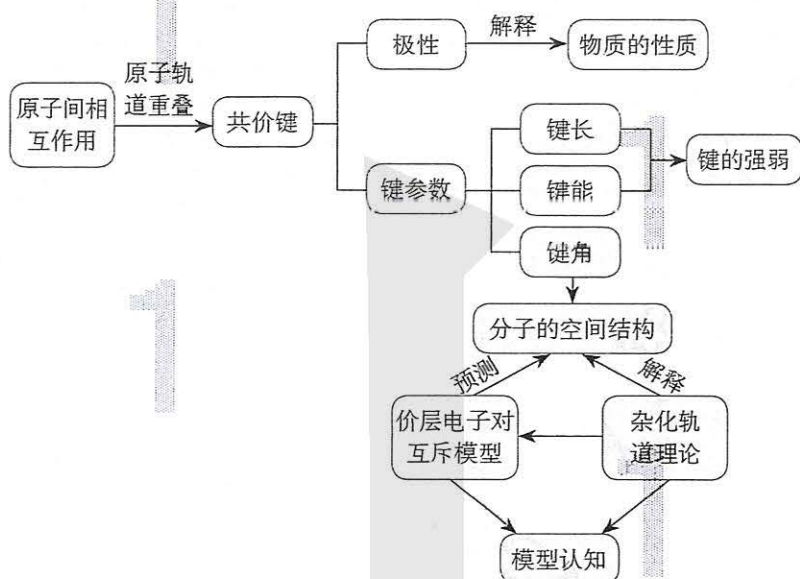 极性
解释
物质的性质
原子间相
互作用
原子轨
道重叠
共价键
键参数
键长
键能
键角
键的强弱
分子的空间结构
预测
解释
价层电子对
互斥模型
杂化轨
道理论
模型认知